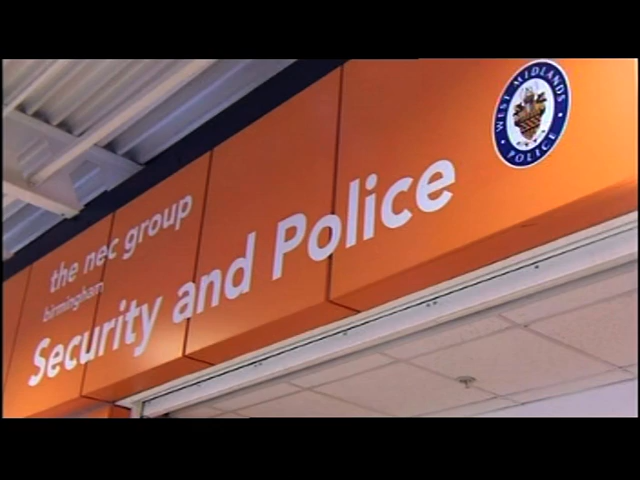 the nec group
birmingham
Security and Police
WEST MIDLANDS
POLICE